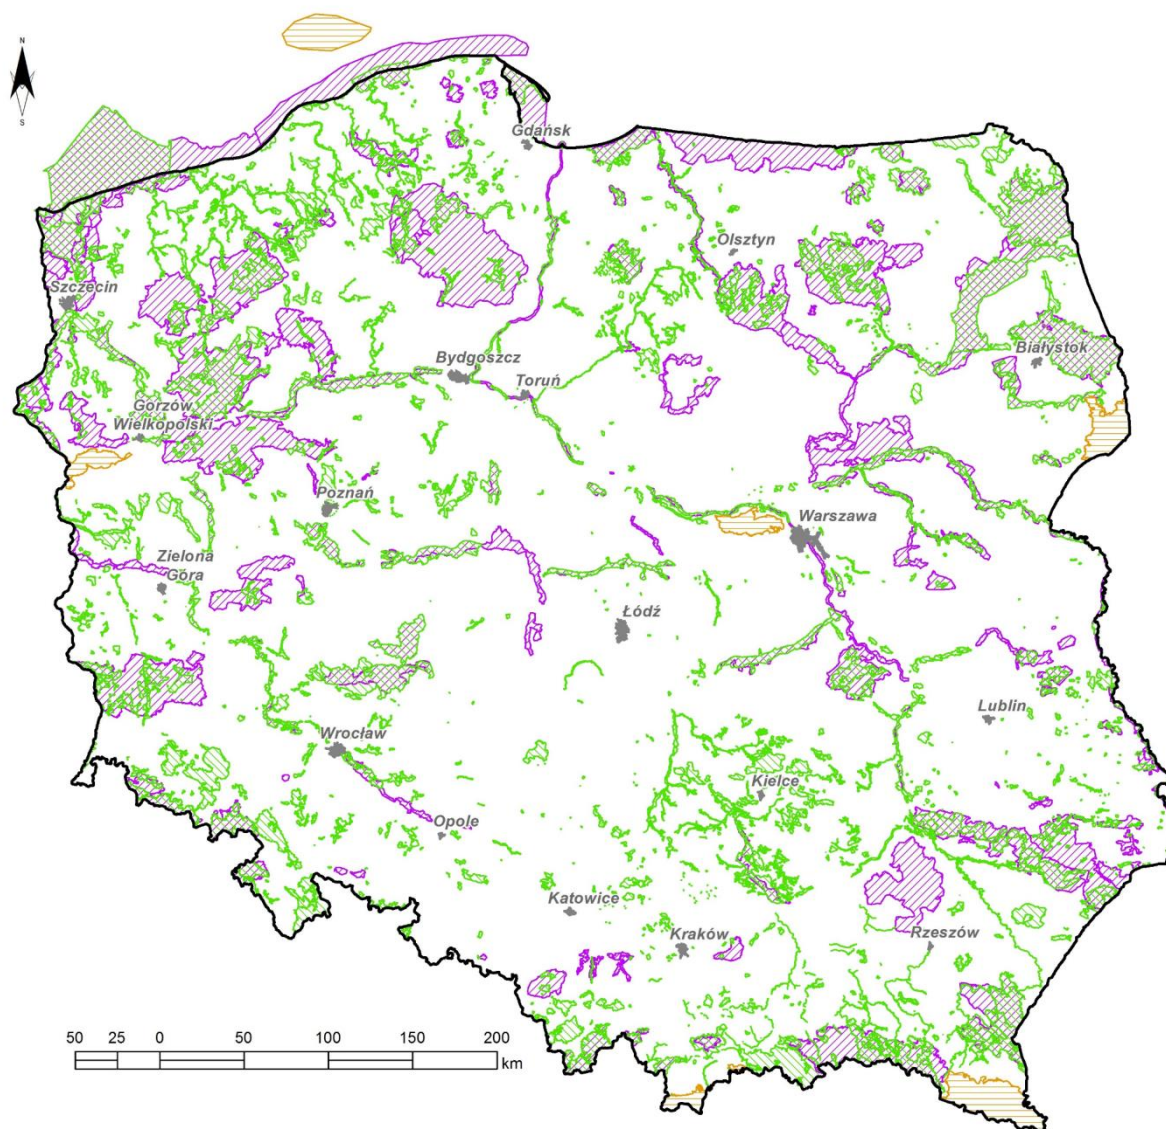 N
S
Gdańsk
Olsztyn
Szczecin
Białystok
Bydgoszcz
Toruń
Gorzów
Wielkopolski
Poznań
Warszawa
Zielona
Góra
Łódź
Lublin
Wrocław
Kielce
Opole
Katowice
Kraków
Rzeszów
50 25 0 50 100 150 200
km